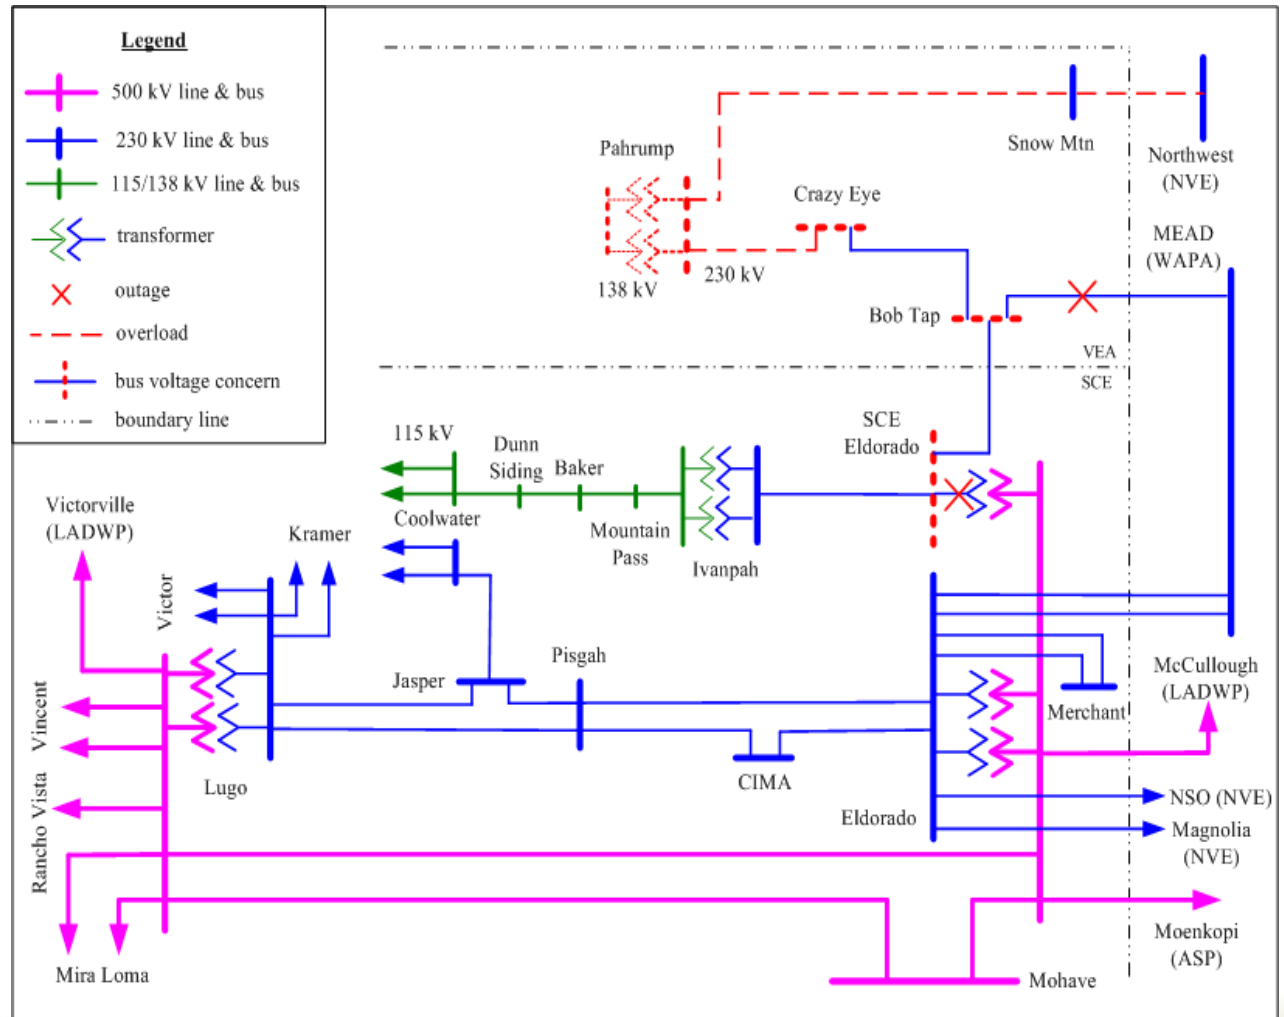 Legend
500 kV line & bus
230 kV line & bus
115/138 kV line & bus
transformer
outage
overload
bus voltage concern
boundary line
Snow Mtn
Northwest
(NVE)
Pahrump
Crazy Eye
MEAD
(WAPA)
138 kV
230 kV
Bob Tap
VEA
SCE
SCE
Eldorado
115 kV
Dunn
Siding
Baker
Coolwater
Mountain
Pass
Ivanpah
Victorville
(LADWP)
Kramer
Victor
Jasper
Pisgah
McCullough
(LADWP)
Merchant
Vincent
Lugo
CIMA
Rancho Vista
Eldorado
NSO (NVE)
Magnolia
(NVE)
Mira Loma
Mohave
Moenkopi
(ASP)